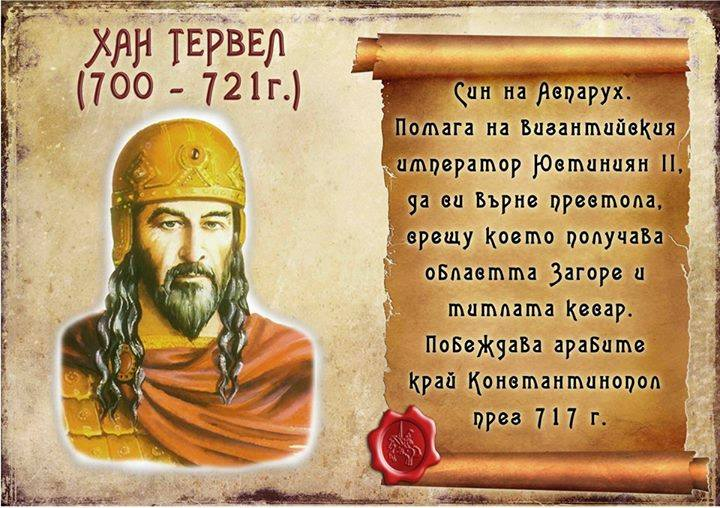 ХАН ТЕРВЕЛ
(700 - 721г.)
Син на Аспарух.
Помага на Византийския
император Юстиниян II,
да си върне престола,
срещу което получава
областта Загоре и
титлата кесар.
Побеждава арабите
край Константинопол
през 717 г.